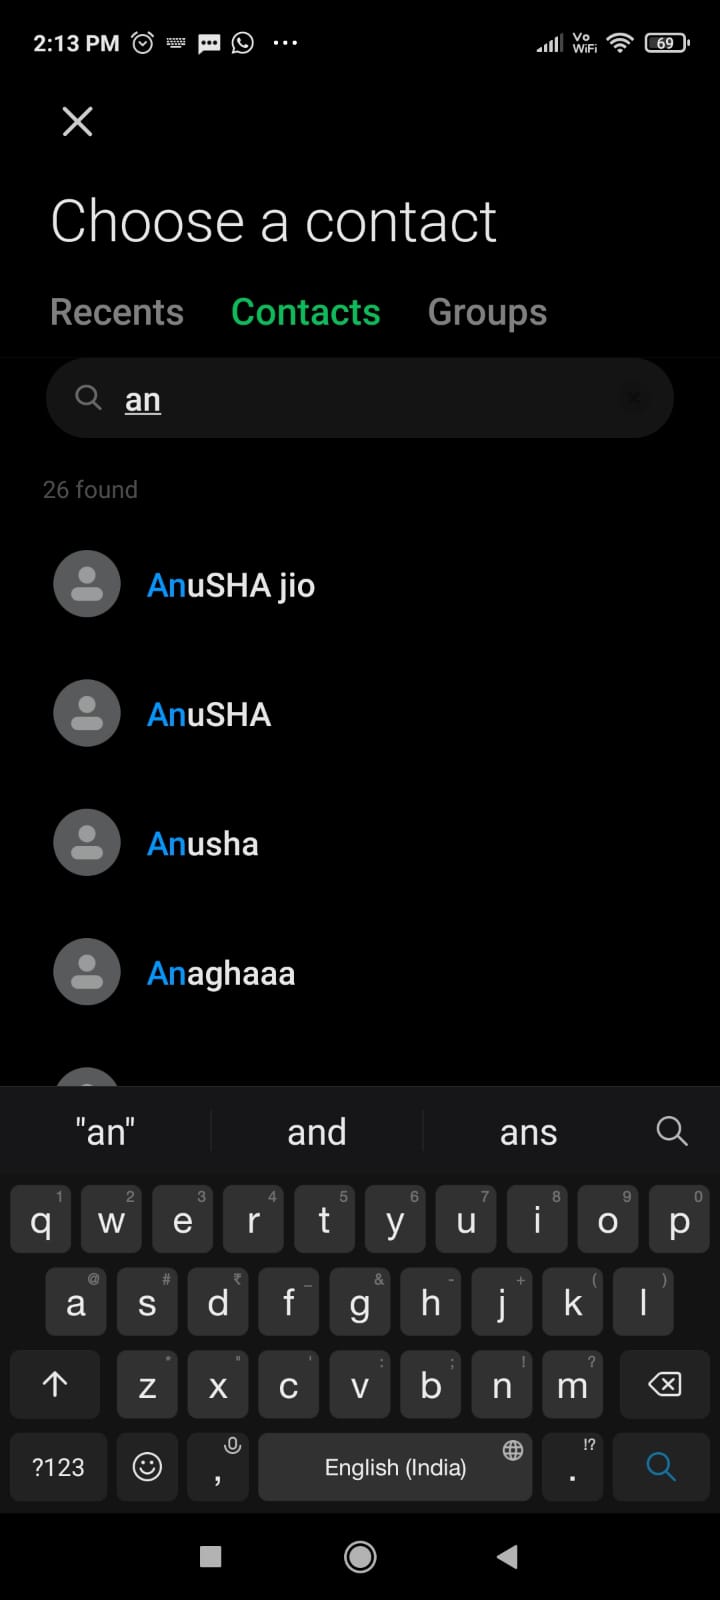 2:13 PM Vo WiFi 69
Choose a contact
Recents Contacts Groups
an
26 found
AnuSHA jio
AnuSHA
Anusha
Anaghaaa
"an" and ans
1 2 3 4 5 6 7 8 9 0
q w e r t y u i o p
@ # ₹ _ & - + ( )
a s d f g h j k l
* " ' : ; ! ?
z x c v b n m
?123 , English (India) . !?